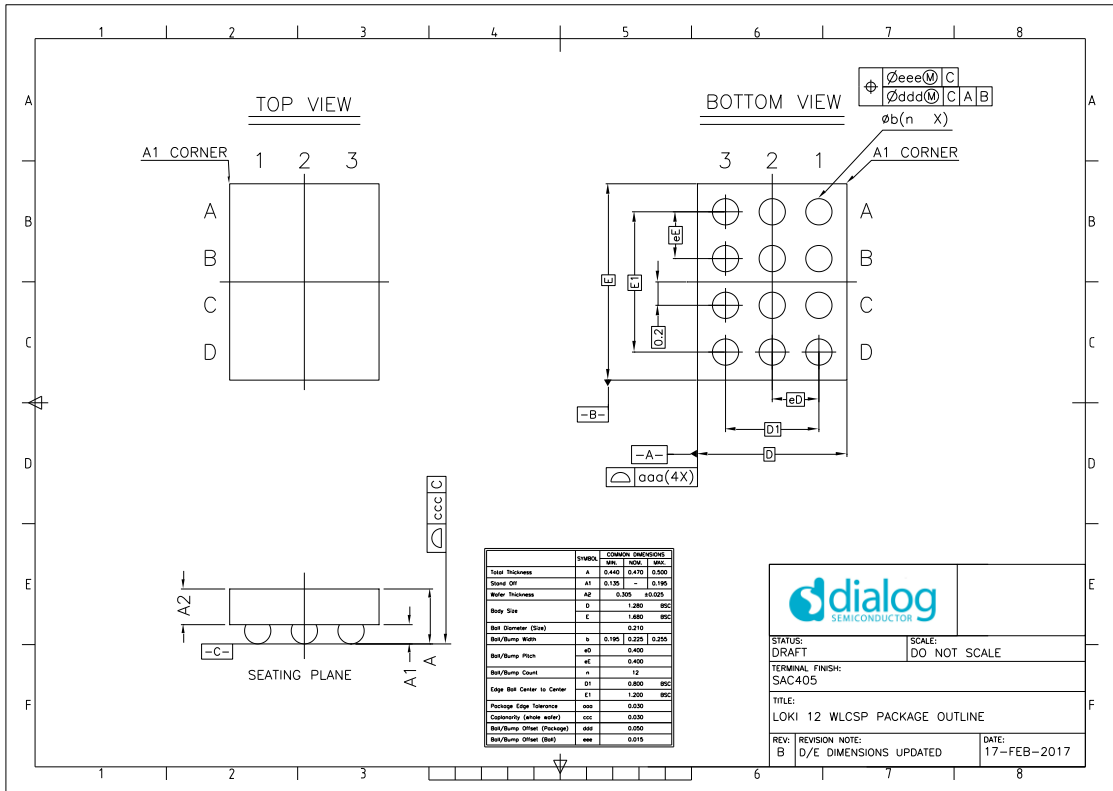 1 2 3 4 5 6 7 8
A
B
C
D
E
F
TOP VIEW
A1 CORNER
1 2 3
A
B
C
D
BOTTOM VIEW
Øeee Ⓜ C
Øddd Ⓜ C A B
øb(n X)
A1 CORNER
3 2 1
A
B
C
D
eE
E1
E
0.2
-B-
eD
D1
-A-
D
aaa(4X)
ccc C
A2
-C-
SEATING PLANE
A1
A
SYMBOL COMMON DIMENSIONS
MIN. NOM. MAX.
Total Thickness A 0.440 0.470 0.500
Stand Off A1 0.135 - 0.195
Wafer Thickness A2 0.305 ±0.025
Body Size D 1.280 BSC
E 1.680 BSC
Ball Diameter (Size) 0.210
Ball/Bump Width b 0.195 0.225 0.255
Ball/Bump Pitch eD 0.400
eE 0.400
Ball/Bump Count n 12
Edge Ball Center to Center D1 0.800 BSC
E1 1.200 BSC
Package Edge Tolerance aaa 0.030
Coplanarity (whole wafer) ccc 0.030
Ball/Bump Offset (Package) ddd 0.050
Ball/Bump Offset (Ball) eee 0.015
dialog
SEMICONDUCTOR
STATUS:
DRAFT
SCALE:
DO NOT SCALE
TERMINAL FINISH:
SAC405
TITLE:
LOKI 12 WLCSP PACKAGE OUTLINE
REV:
B
REVISION NOTE:
D/E DIMENSIONS UPDATED
DATE:
17-FEB-2017
A
B
C
D
E
F
1 2 3 6 7 8